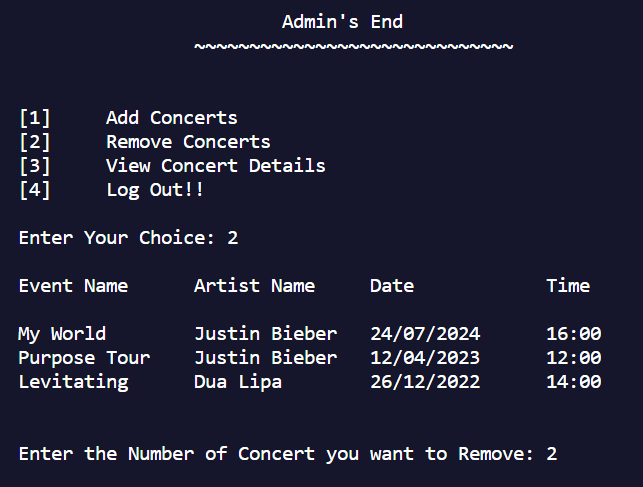 Admin's End
~~~~~~~~~~~~~~~~~~~~~~~~~~~~~
[1] Add Concerts
[2] Remove Concerts
[3] View Concert Details
[4] Log Out!!
Enter Your Choice: 2
Event Name Artist Name Date Time
My World Justin Bieber 24/07/2024 16:00
Purpose Tour Justin Bieber 12/04/2023 12:00
Levitating Dua Lipa 26/12/2022 14:00
Enter the Number of Concert you want to Remove: 2